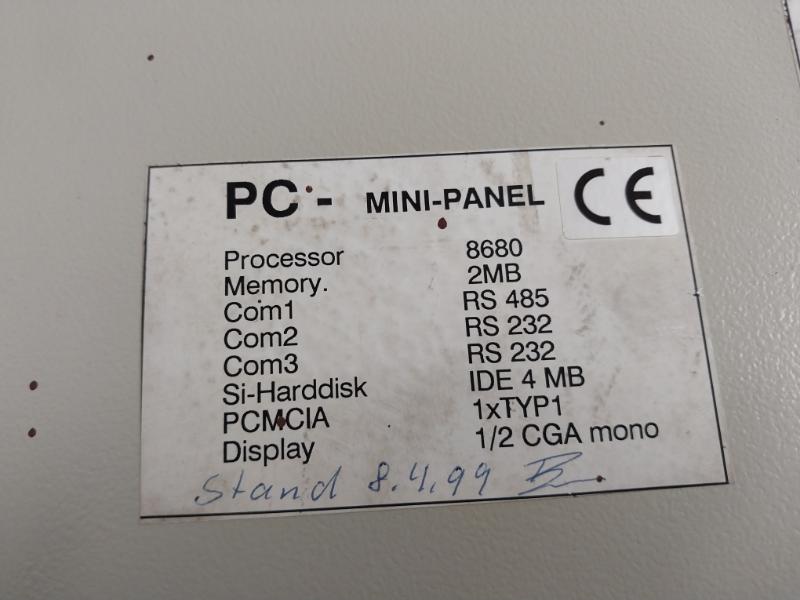 PC - MINI-PANEL CE
Processor 8680
Memory. 2MB
Com1 RS 485
Com2 RS 232
Com3 RS 232
Si-Harddisk IDE 4 MB
PCMCIA 1xTYP1
Display 1/2 CGA mono
Stand 8.4.99